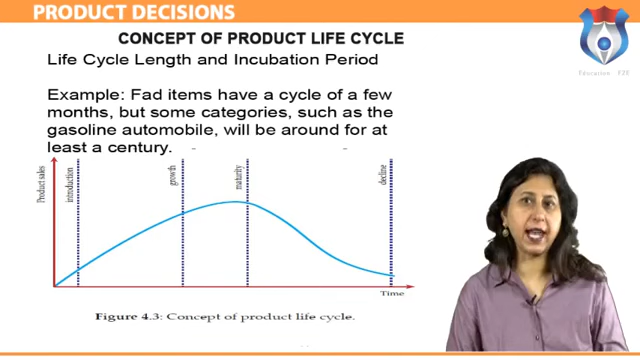 PRODUCT DECISIONS
CONCEPT OF PRODUCT LIFE CYCLE
Life Cycle Length and Incubation Period
Example: Fad items have a cycle of a few
months, but some categories, such as the
gasoline automobile, will be around for at
least a century.
Product sales
introduction
growth
maturity
decline
Time
Figure 4.3: Concept of product life cycle.
Education